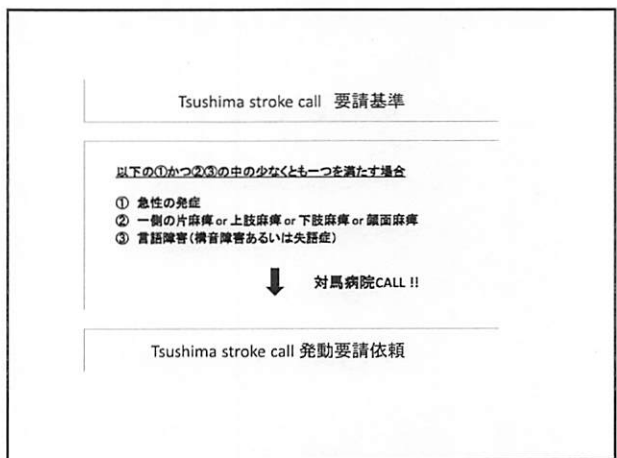 Tsushima stroke call 要請基準
以下の①かつ②③の中の少なくとも一つを満たす場合
① 急性の発症
② 一側の片麻痺 or 上肢麻痺 or 下肢麻痺 or 顔面麻痺
③ 言語障害(構音障害あるいは失語症)
対馬病院CALL !!
Tsushima stroke call 発動要請依頼